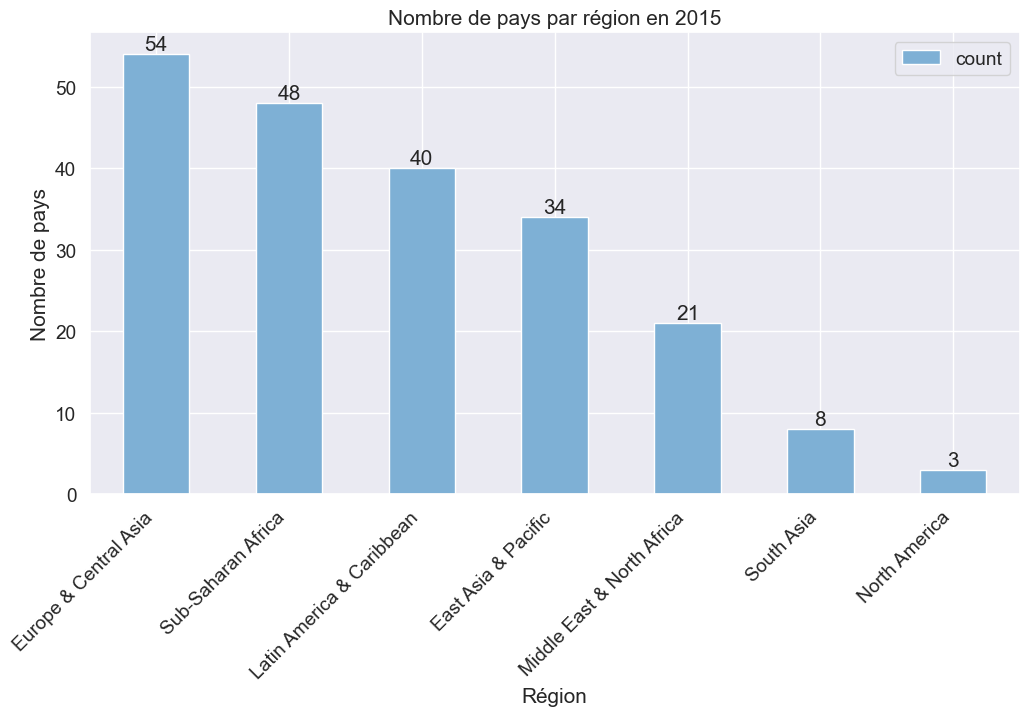 Nombre de pays par région en 2015
count
54
48
40
34
21
8
3
50
40
30
20
10
0
Nombre de pays
Europe & Central Asia
Sub-Saharan Africa
Latin America & Caribbean
East Asia & Pacific
Middle East & North Africa
South Asia
North America
Région